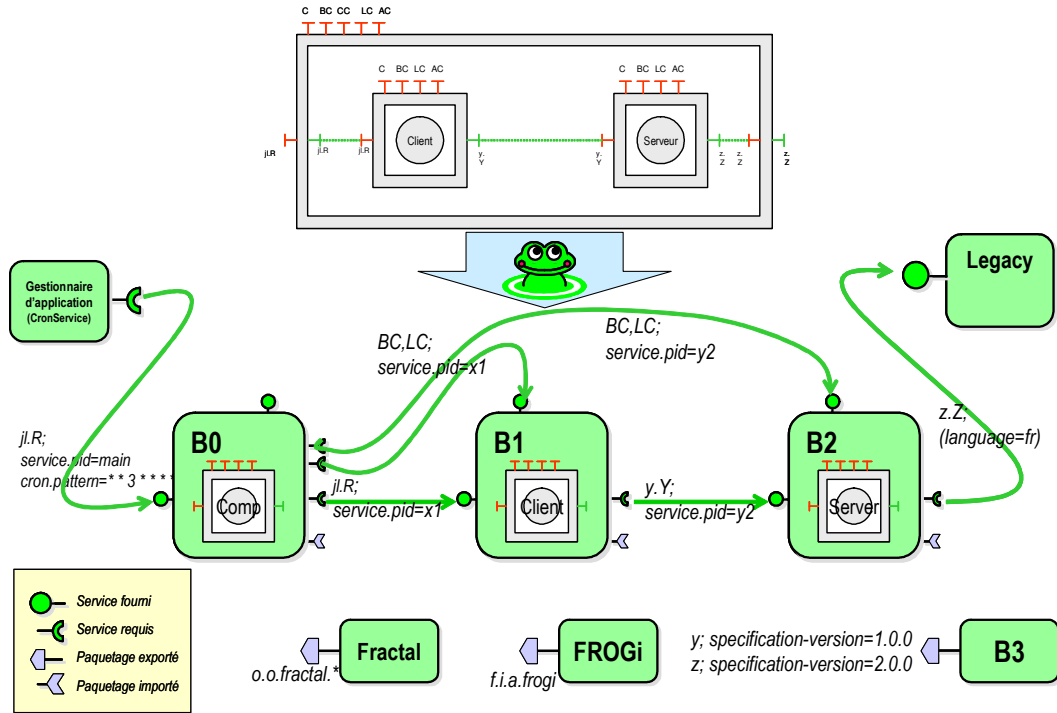 C BC CC LC AC
C BC LC AC
C BC LC AC
Client
Serveur
jl.R
jl.R
jl.R
y.
Y
y.
Y
z.
Z
z.
Z
z.
Z
Gestionnaire
d'application
(CronService)
Legacy
BC,LC;
service.pid=x1
BC,LC;
service.pid=y2
z.Z;
(language=fr)
jl.R;
service.pid=main
cron.pattern=* * 3 * * * *
B0
Comp
jl.R;
service.pid=x1
B1
Client
y.Y;
service.pid=y2
B2
Server
Service fourni
Service requis
Paquetage exporté
Paquetage importé
Fractal
o.o.fractal.*
FROGi
f.i.a.frogi
y; specification-version=1.0.0
z; specification-version=2.0.0
B3